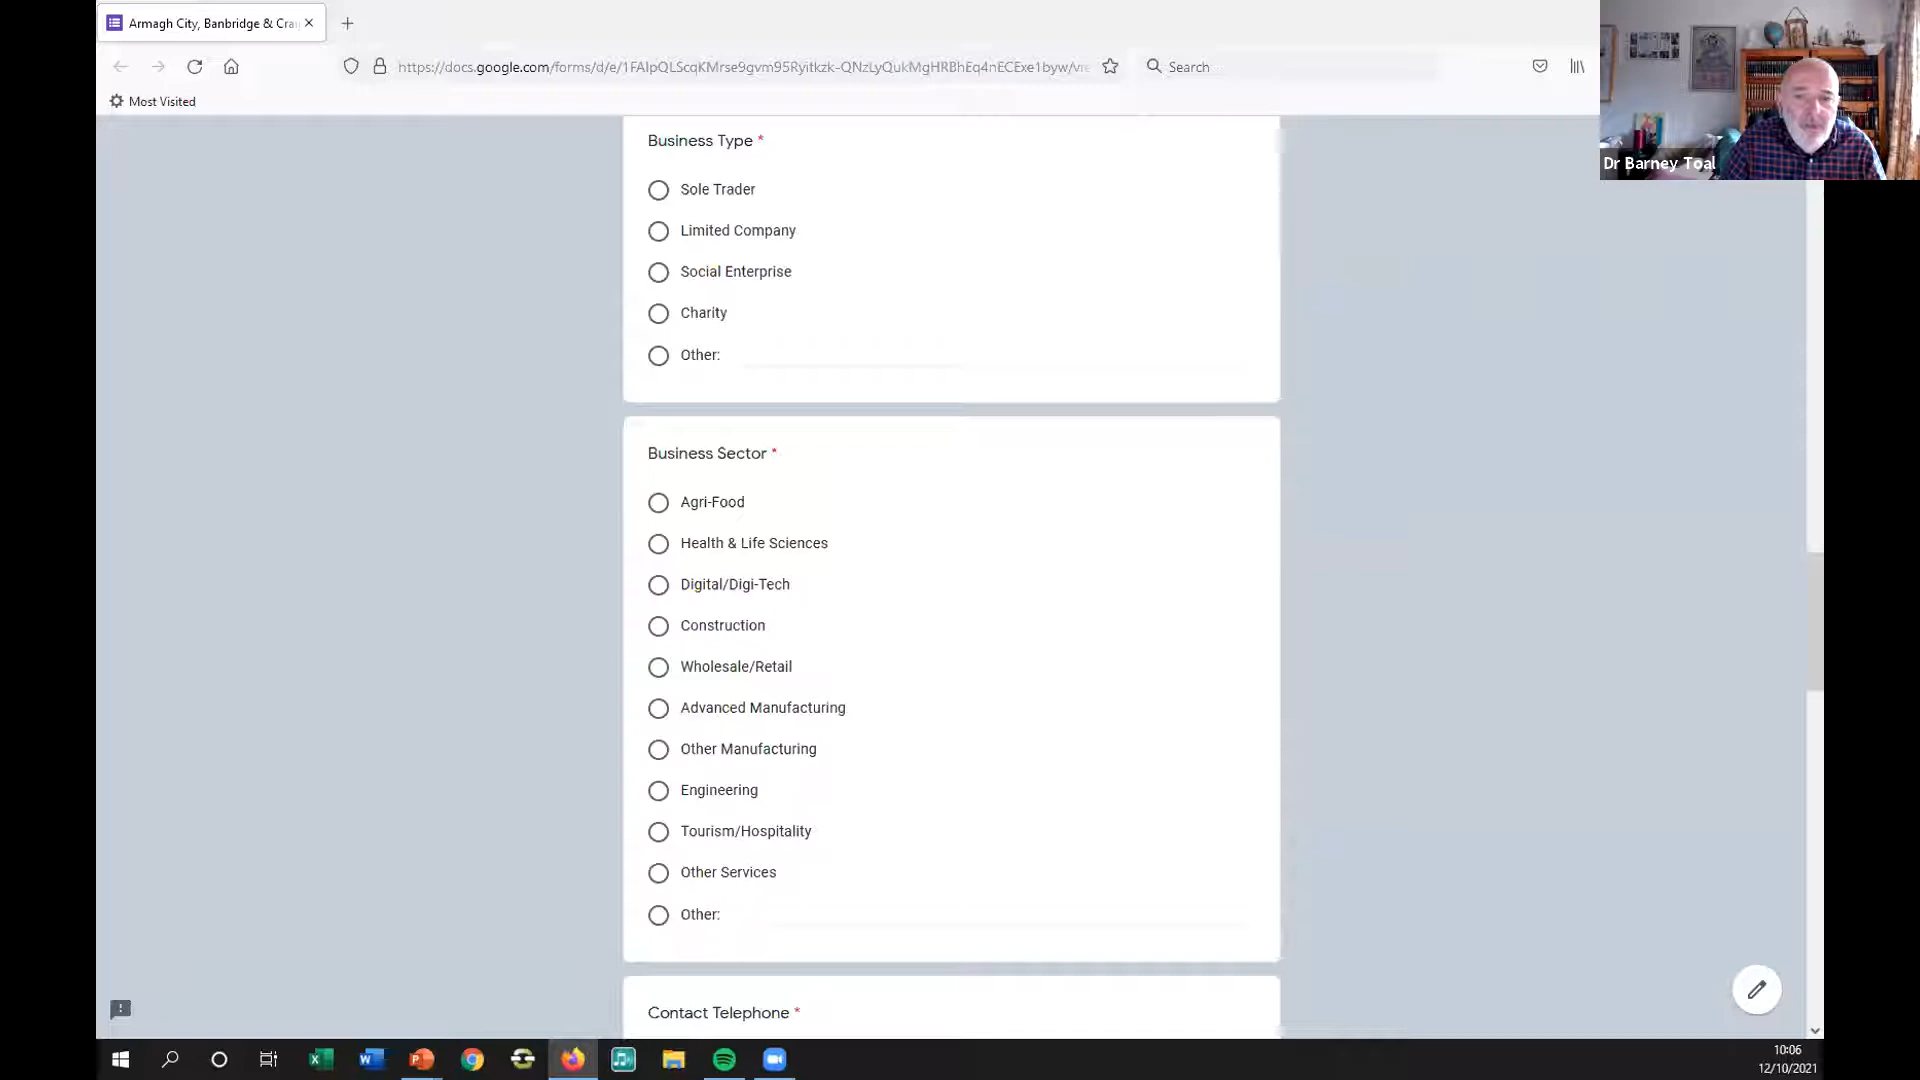 Armagh City, Banbridge & Cra
https://docs.google.com/forms/d/e/1FAIpQLScqKMrse9gvm95Ryitkzk-QNzLyQukMgHRBhEq4nECExe1byw/
Search
Most Visited
Dr Barney Toal
Business Type *
Sole Trader
Limited Company
Social Enterprise
Charity
Other:
Business Sector *
Agri-Food
Health & Life Sciences
Digital/Digi-Tech
Construction
Wholesale/Retail
Advanced Manufacturing
Other Manufacturing
Engineering
Tourism/Hospitality
Other Services
Other:
Contact Telephone *
10:06
12/10/2021